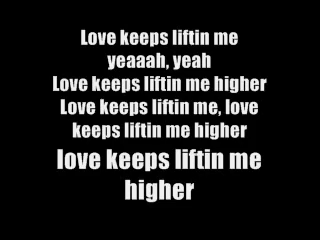 Love keeps liftin me
yeaaah, yeah
Love keeps liftin me higher
Love keeps liftin me, love
keeps liftin me higher
love keeps liftin me
higher